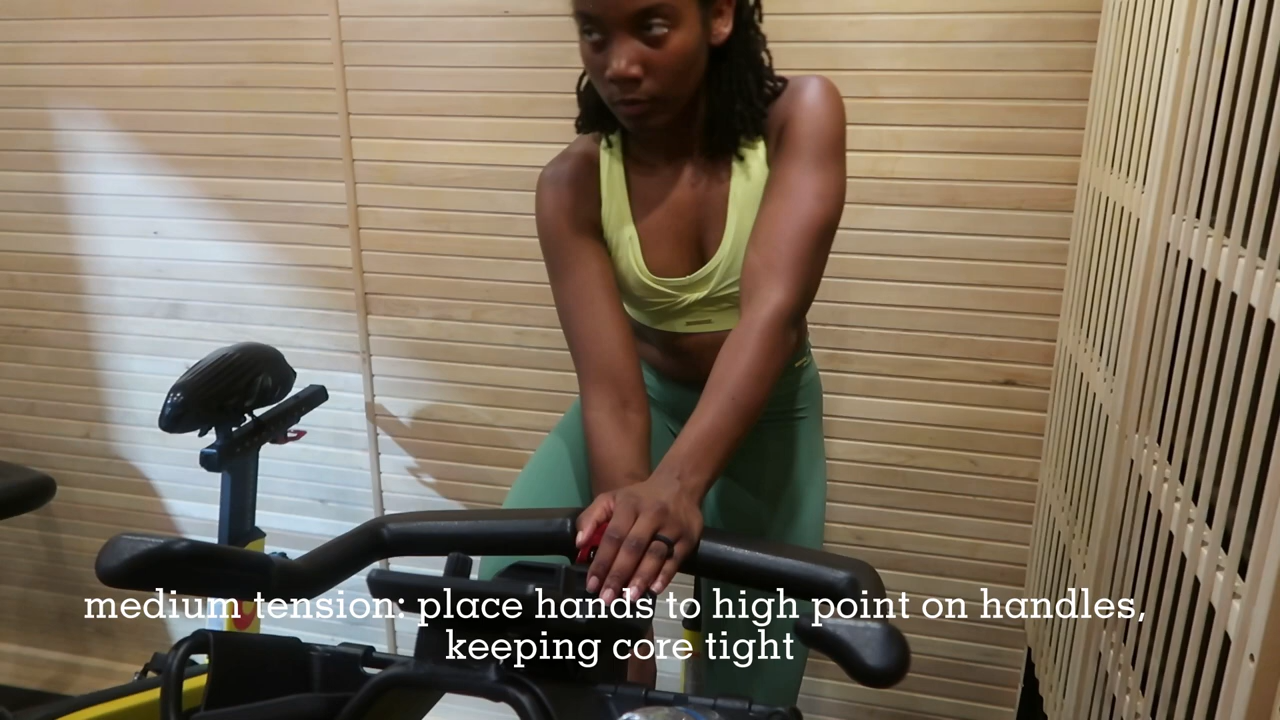 medium tension: place hands to high point on handles,
keeping core tight